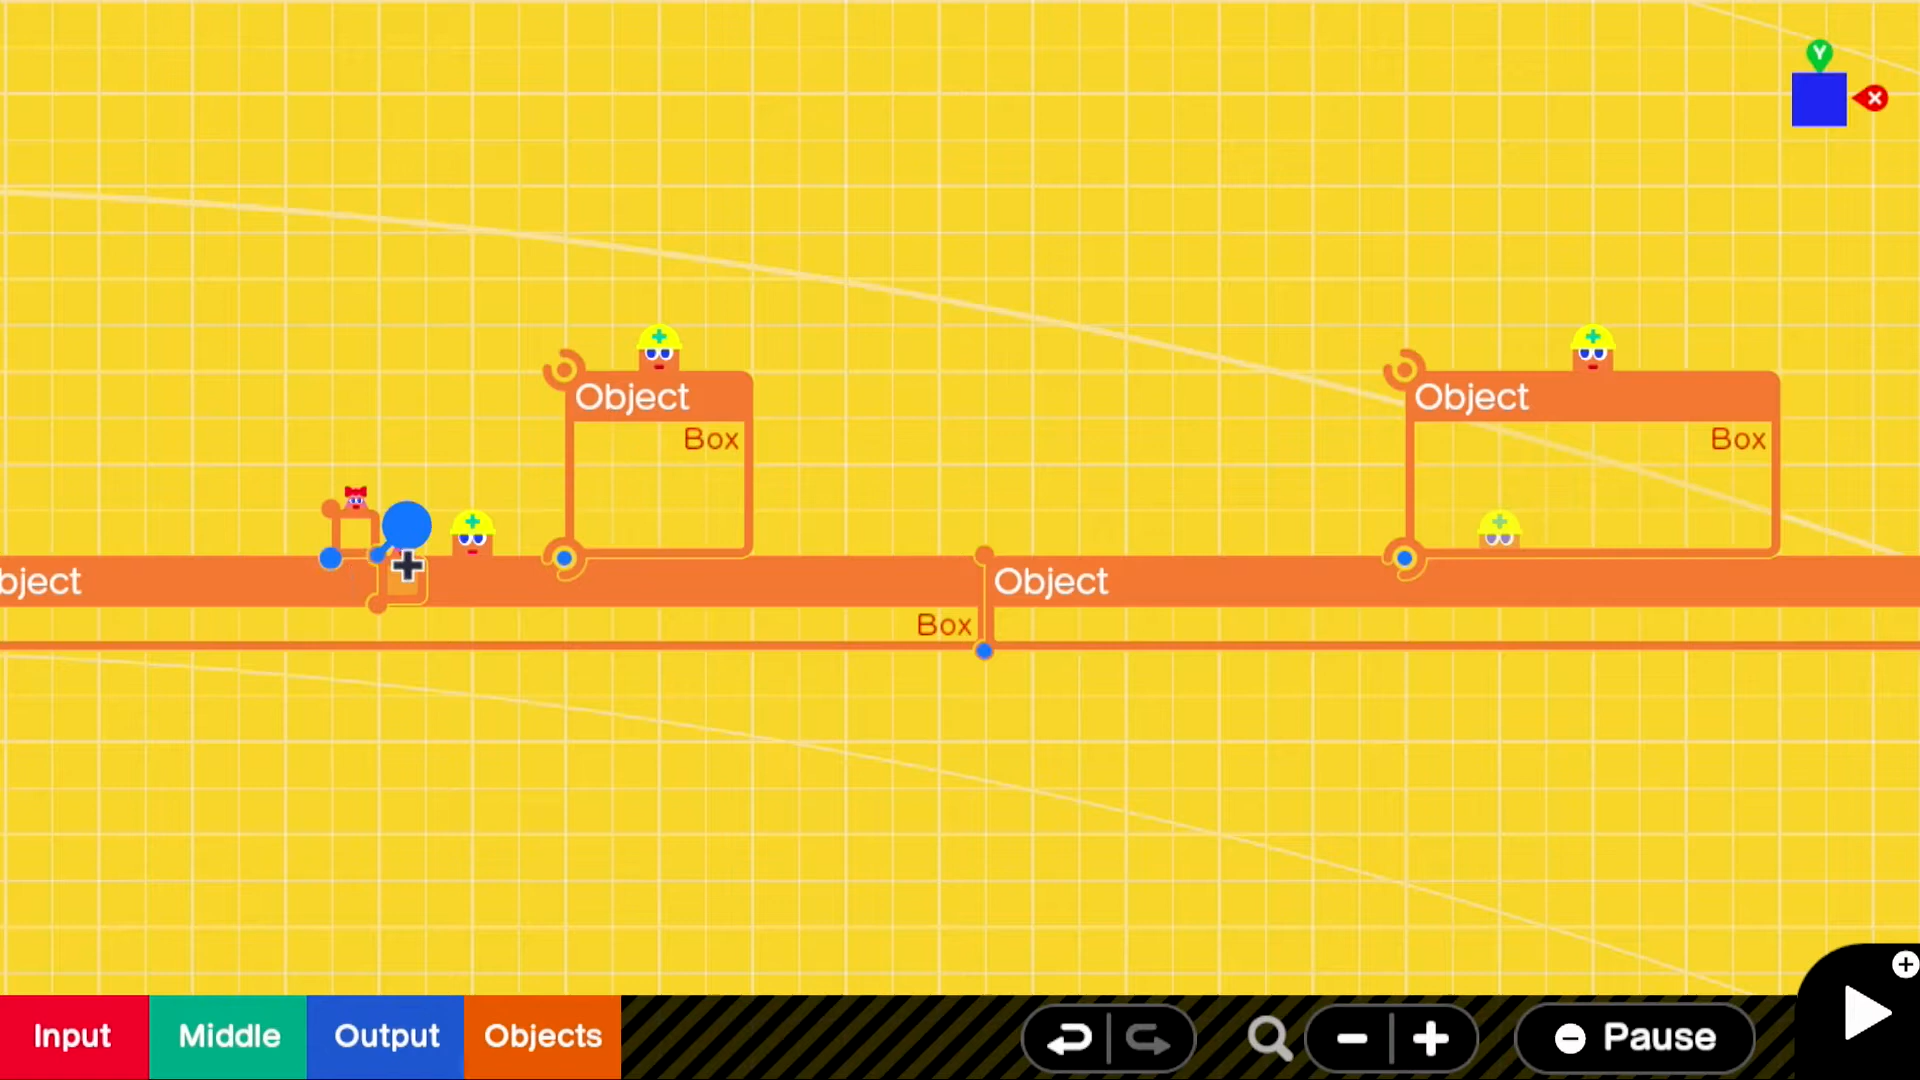 Y
X
Object
Box
Object
Box
bject
Object
Box
Input
Middle
Output
Objects
Pause